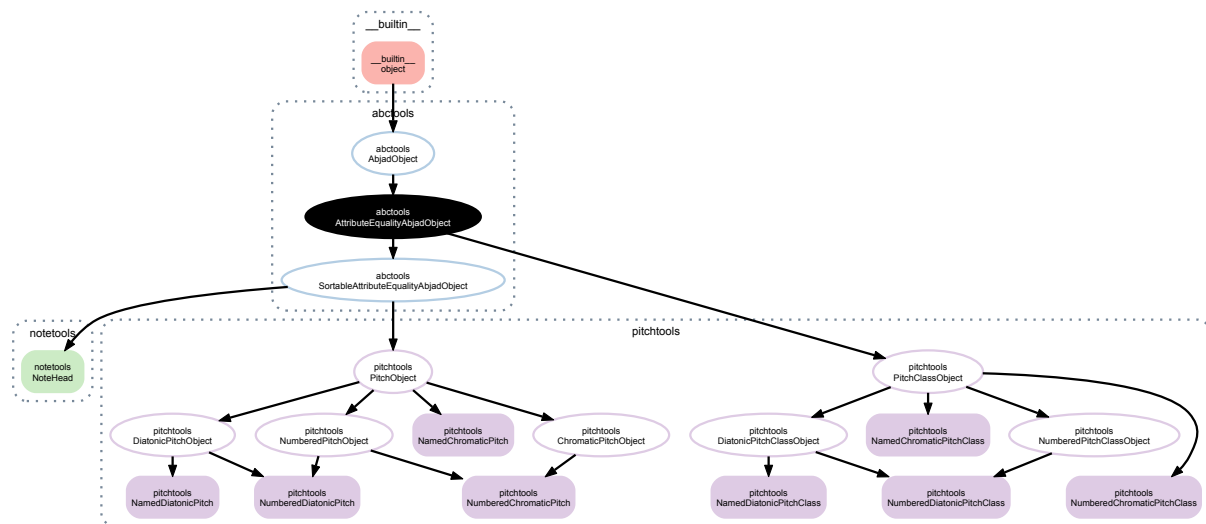 __builtin__
__builtin__
object
abctools
abctools
AbjadObject
abctools
AttributeEqualityAbjadObject
abctools
SortableAttributeEqualityAbjadObject
notetools
pitchtools
notetools
NoteHead
pitchtools
PitchObject
pitchtools
PitchClassObject
pitchtools
DiatonicPitchObject
pitchtools
NumberedPitchObject
pitchtools
NamedChromaticPitch
pitchtools
ChromaticPitchObject
pitchtools
DiatonicPitchClassObject
pitchtools
NamedChromaticPitchClass
pitchtools
NumberedPitchClassObject
pitchtools
NamedDiatonicPitch
pitchtools
NumberedDiatonicPitch
pitchtools
NumberedChromaticPitch
pitchtools
NamedDiatonicPitchClass
pitchtools
NumberedDiatonicPitchClass
pitchtools
NumberedChromaticPitchClass